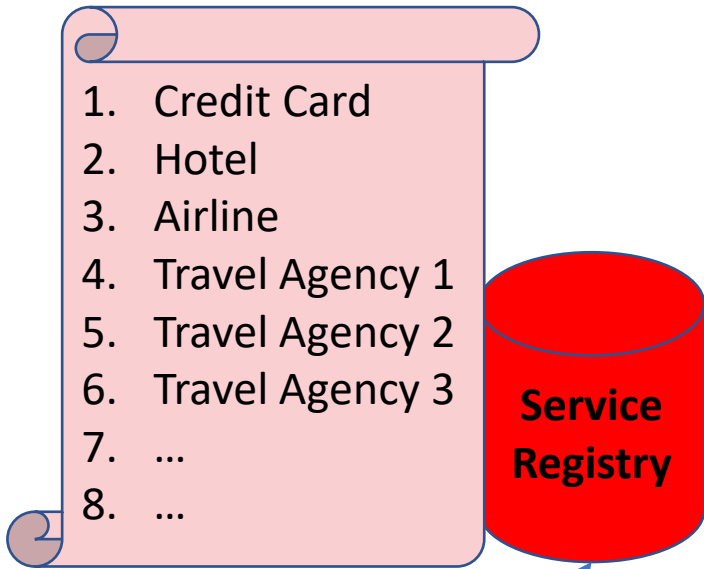 1. Credit Card
2. Hotel
3. Airline
4. Travel Agency 1
5. Travel Agency 2
6. Travel Agency 3
7. …
8. …
Service
Registry